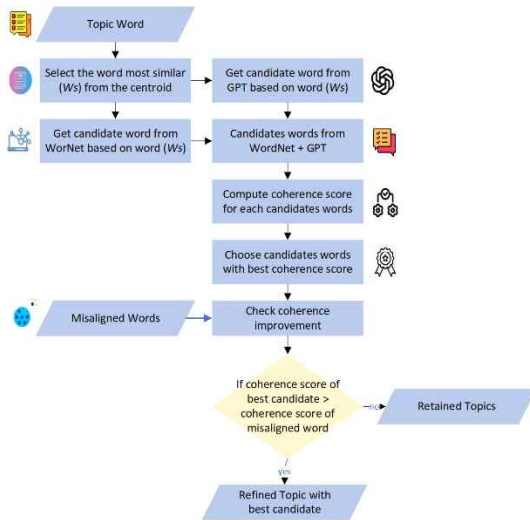 Topic Word
Select the word most similar
(Ws) from the centroid
Get candidate word from
GPT based on word (Ws)
Get candidate word from
WorNet based on word (Ws)
Candidates words from
WordNet + GPT
Compute coherence score
for each candidates words
Choose candidates words
with best coherence score
Misaligned Words
Check coherence
improvement
If coherence score of
best candidate >
coherence score of
misaligned word
no
Retained Topics
yes
Refined Topic with
best candidate